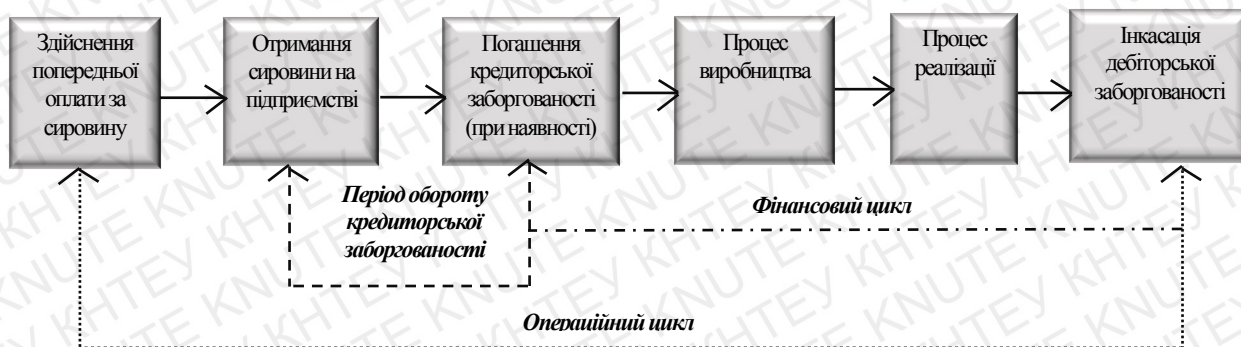 Здійснення
попередньої
оплати за
сировину
Отримання
сировини на
підприємстві
Погашення
кредиторської
заборгованості
(при наявності)
Процес
виробництва
Процес
реалізації
Інкасація
дебіторської
заборгованості
Період обороту
кредиторської
заборгованості
Фінансовий цикл
Операційний цикл